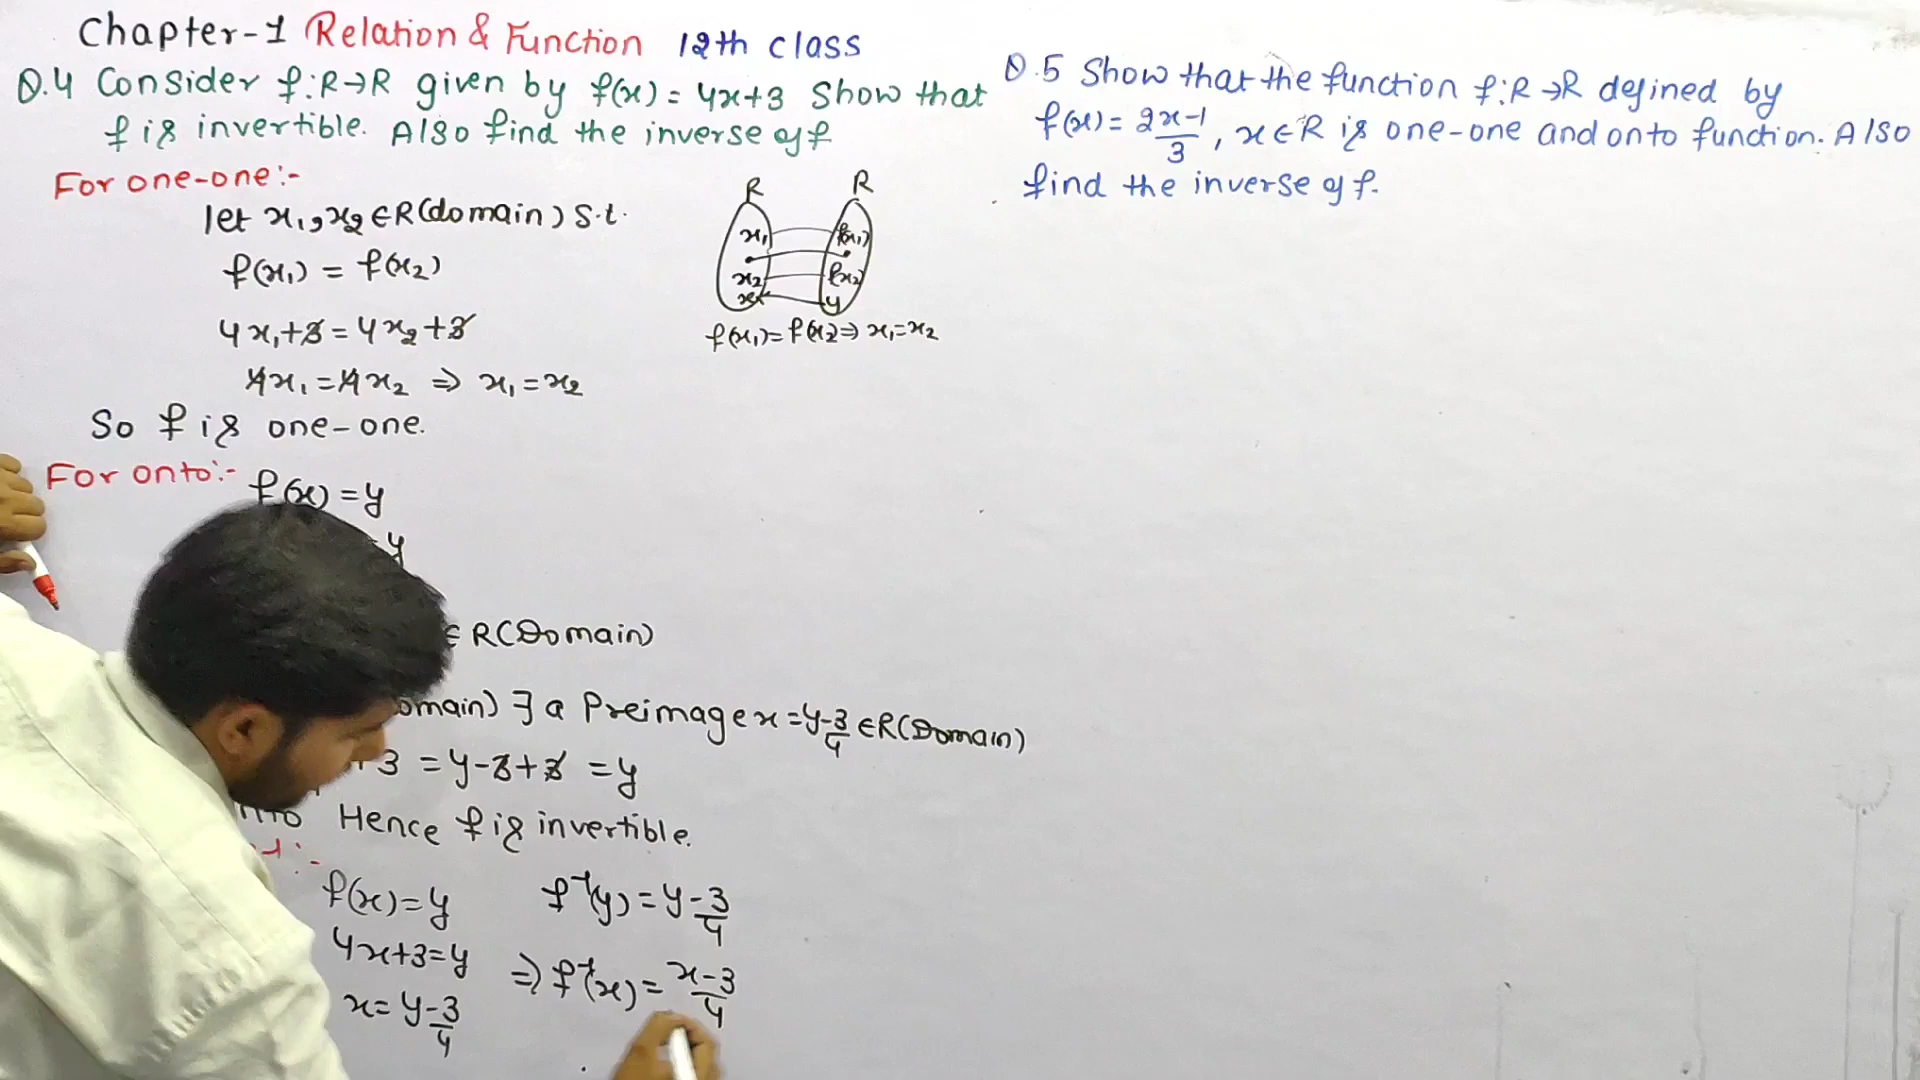 Chapter-1 Relation & Function 12th class
Q.4 Consider f:R→R given by f(x)=4x+3 Show that
f is invertible. Also find the inverse of f
For one-one:-
let x₁,x₂∈R(domain) s.t.
f(x₁) = f(x₂)
4x₁+3=4x₂+3
4x₁=4x₂ ⇒ x₁=x₂
So f is one-one.
R R
x₁ f(x₁)
x₂ f(x₂)
y
f(x₁)=f(x₂)⇒ x₁=x₂
For onto:- f(x)=y
=y
∈R(Domain)
omain) ∃ a Preimage x=y-3/4 ∈R(Domain)
+3 =y-3+3 =y
nto Hence f is invertible.
f(x)=y
4x+3=y
x=y-3/4
f⁻¹(y)=y-3/4
⇒f⁻¹(x)=x-3/4
Q.5 Show that the function f:R→R defined by
f(x)=2x-1/3, x∈R is one-one and onto function. Also
find the inverse of f.